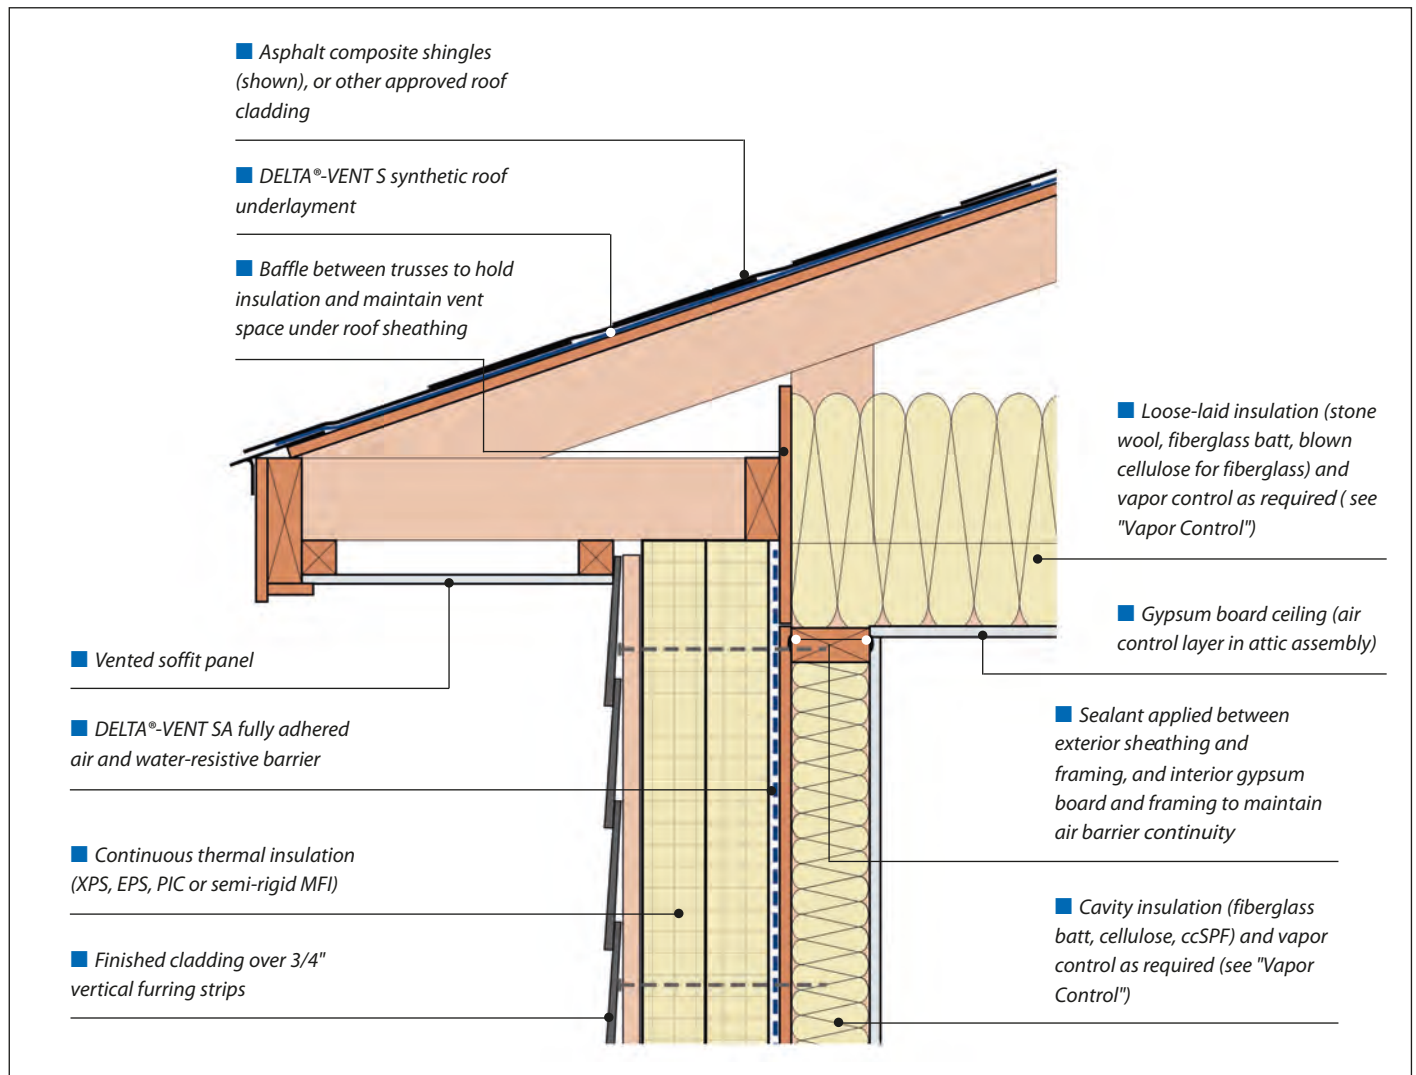 ■ Asphalt composite shingles
(shown), or other approved roof
cladding
■ DELTA®-VENT S synthetic roof
underlayment
■ Baffle between trusses to hold
insulation and maintain vent
space under roof sheathing
■ Vented soffit panel
■ DELTA®-VENT SA fully adhered
air and water-resistive barrier
■ Continuous thermal insulation
(XPS, EPS, PIC or semi-rigid MFI)
■ Finished cladding over 3/4"
vertical furring strips
■ Loose-laid insulation (stone
wool, fiberglass batt, blown
cellulose for fiberglass) and
vapor control as required ( see
"Vapor Control")
■ Gypsum board ceiling (air
control layer in attic assembly)
■ Sealant applied between
exterior sheathing and
framing, and interior gypsum
board and framing to maintain
air barrier continuity
■ Cavity insulation (fiberglass
batt, cellulose, ccSPF) and vapor
control as required (see "Vapor
Control")